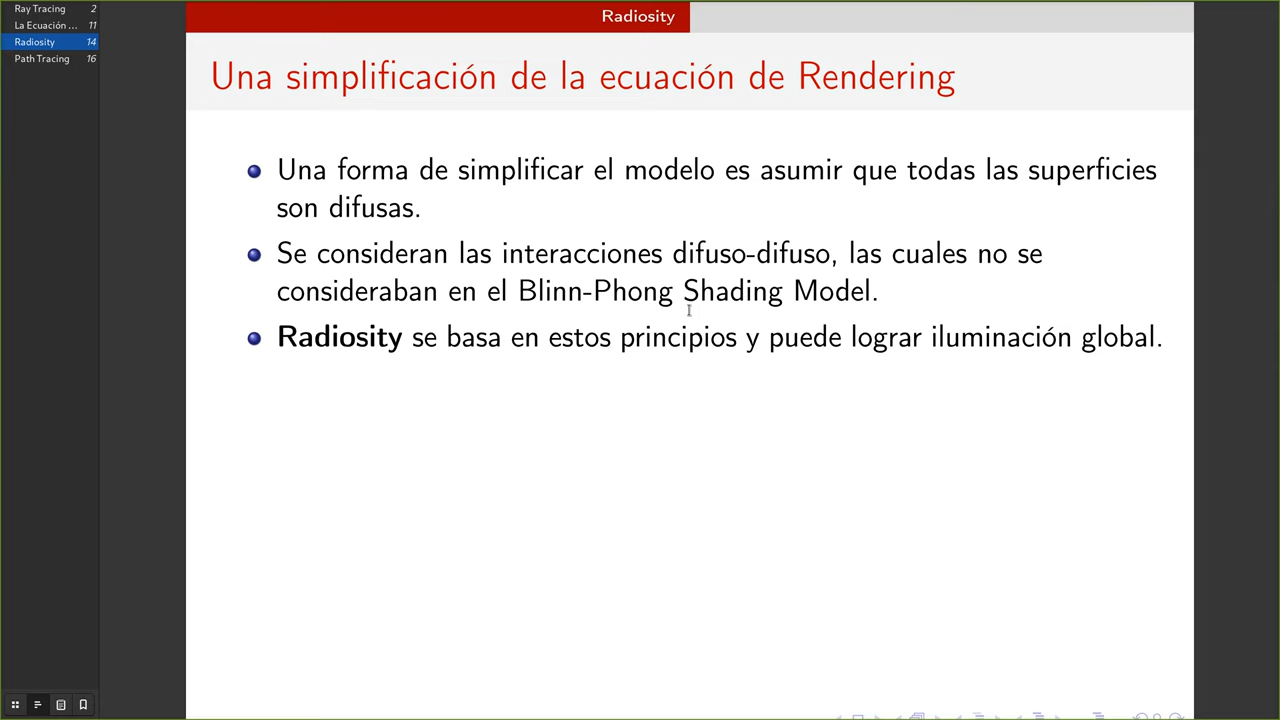 Ray Tracing 2
La Ecuación ... 11
Radiosity 14
Path Tracing 16
Radiosity
Una simplificación de la ecuación de Rendering
Una forma de simplificar el modelo es asumir que todas las superficies
son difusas.
Se consideran las interacciones difuso-difuso, las cuales no se
consideraban en el Blinn-Phong Shading Model.
Radiosity se basa en estos principios y puede lograr iluminación global.